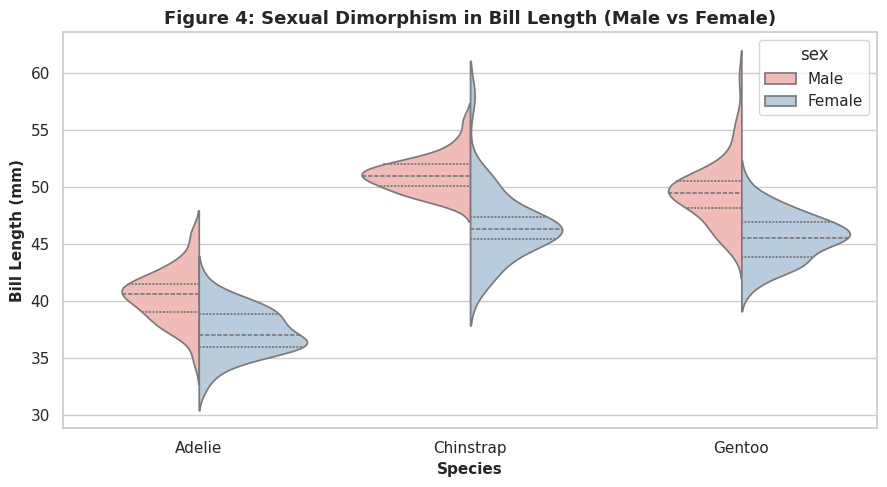 Figure 4: Sexual Dimorphism in Bill Length (Male vs Female)
sex
Male
Female
Bill Length (mm)
60
55
50
45
40
35
30
Adelie
Chinstrap
Gentoo
Species